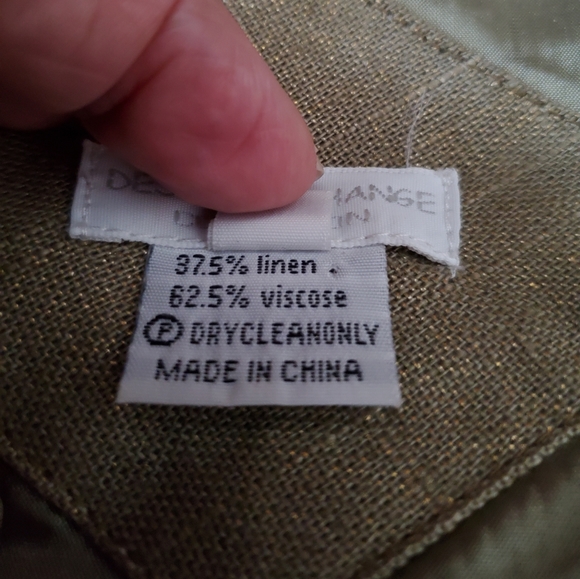 37.5% linen
62.5% viscose
Ⓟ DRYCLEANONLY
MADE IN CHINA